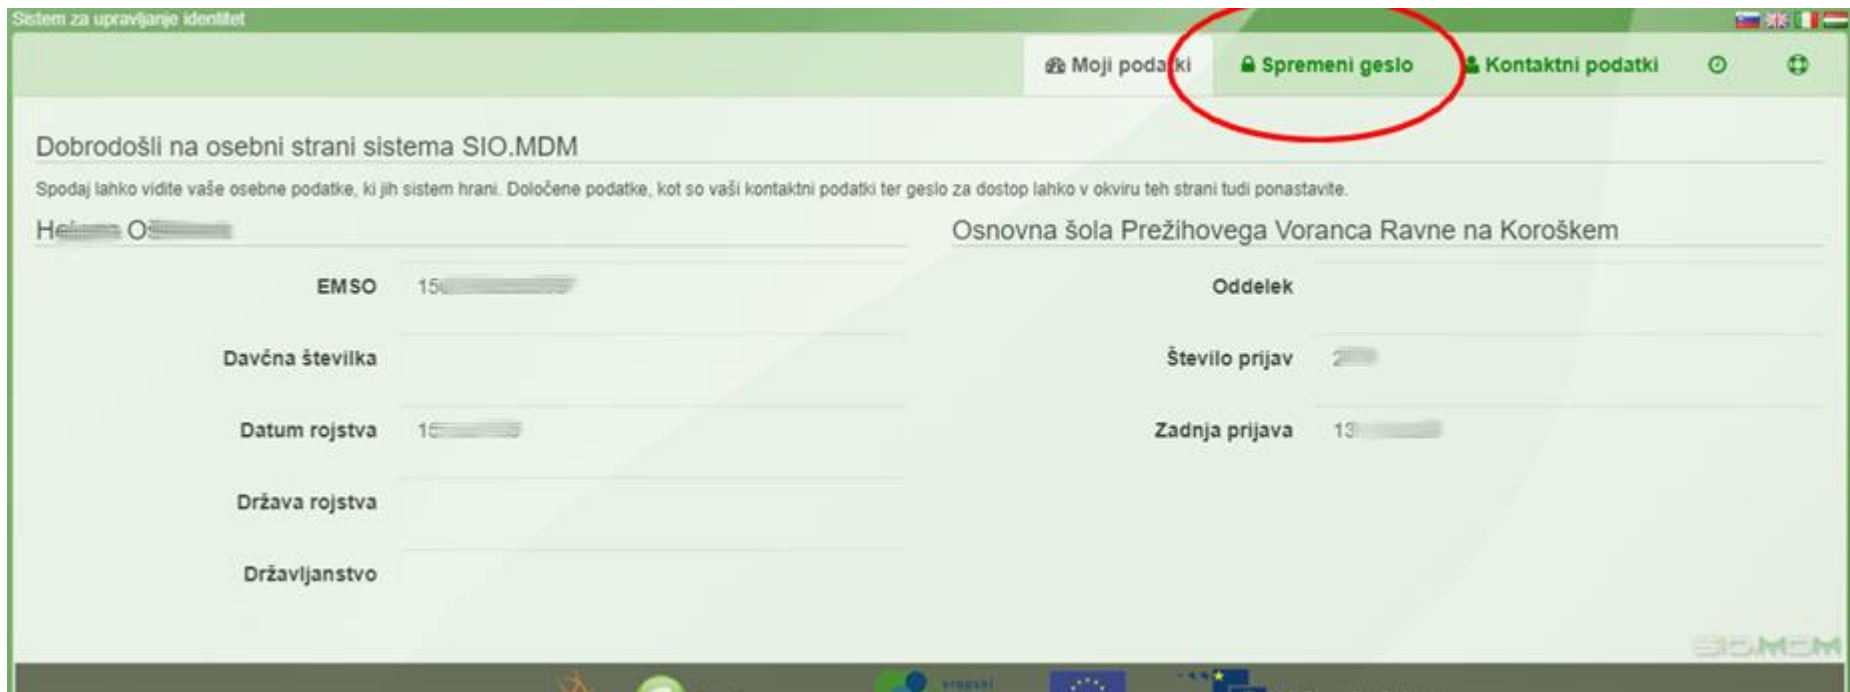 Sistem za upravljanje identitet
Moji podatki
Spremeni geslo
Kontaktni podatki
Dobrodošli na osebni strani sistema SIO.MDM
Spodaj lahko vidite vaše osebne podatke, ki jih sistem hrani. Določene podatke, kot so vaši kontaktni podatki ter geslo za dostop lahko v okviru teh strani tudi ponastavite.
Osnovna šola Prežihovega Voranca Ravne na Koroškem
EMSO
Oddelek
Davčna številka
Število prijav
Datum rojstva
Zadnja prijava
Država rojstva
Državljanstvo
SIO.MDM